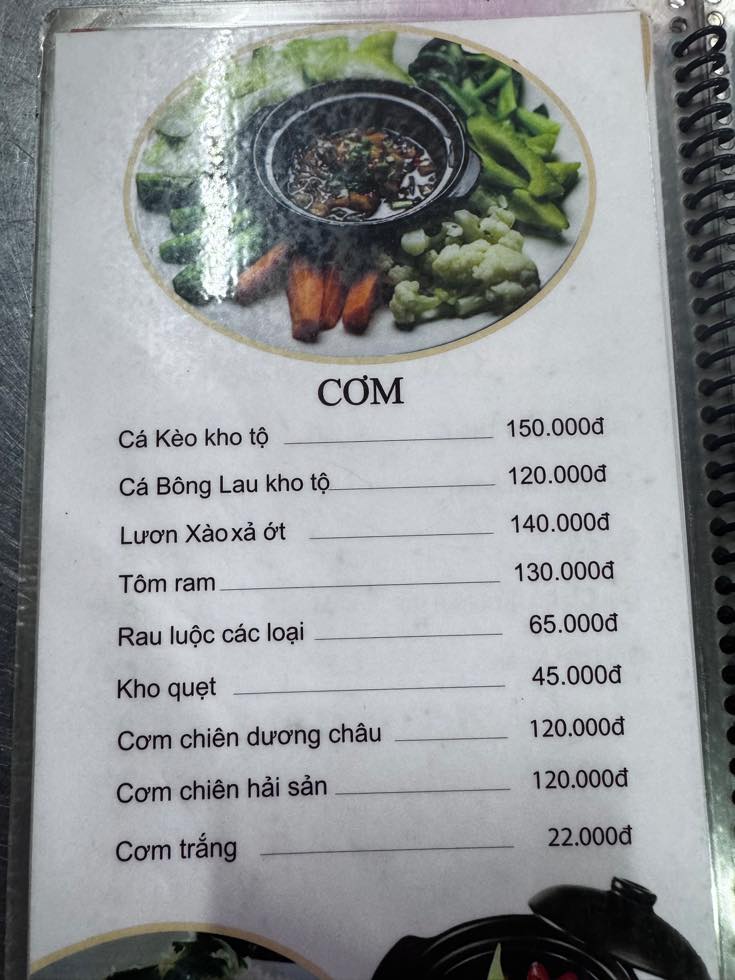 CƠM
Cá Kèo kho tộ 150.000đ
Cá Bông Lau kho tộ 120.000đ
Lươn Xào xả ớt 140.000đ
Tôm ram 130.000đ
Rau luộc các loại 65.000đ
Kho quẹt 45.000đ
Cơm chiên dương châu 120.000đ
Cơm chiên hải sản 120.000đ
Cơm trắng 22.000đ